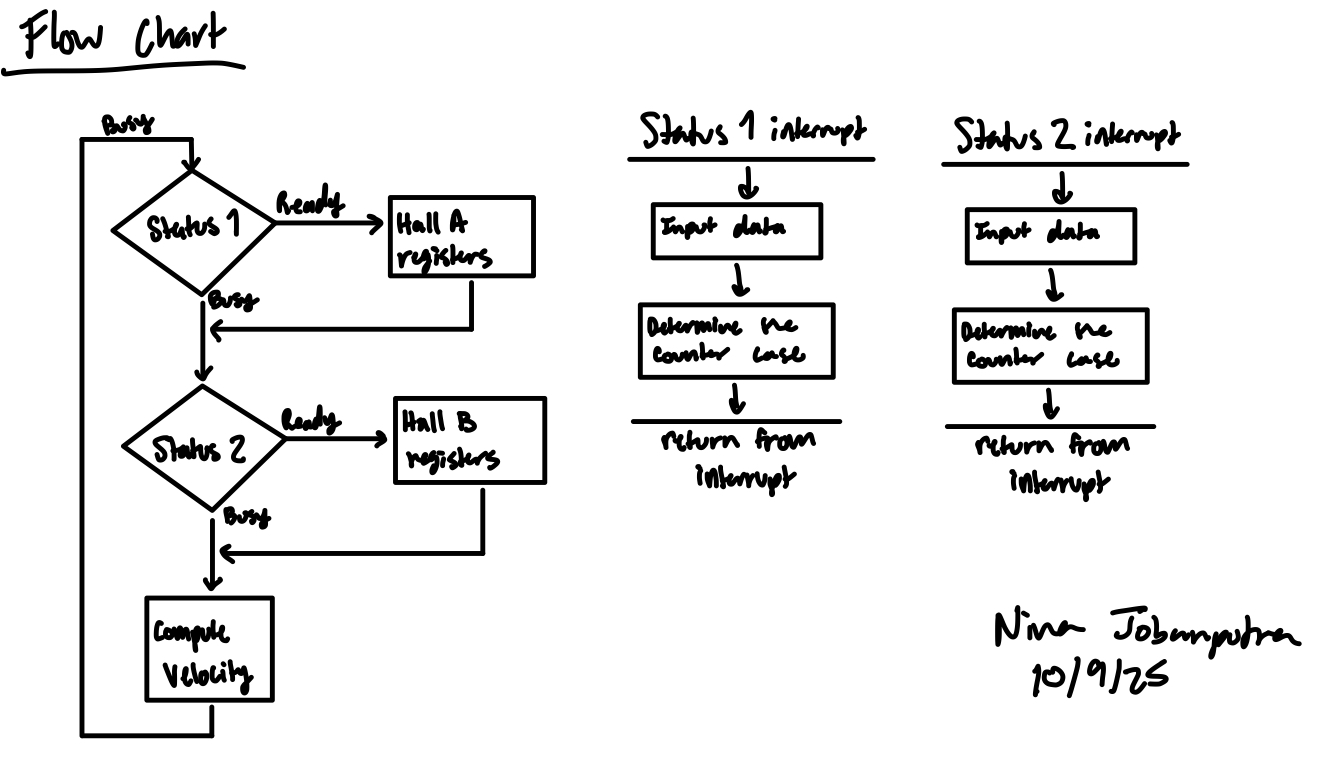 Flow Chart
Busy
Status 1
Ready
Hall A
registers
Busy
Status 2
Ready
Hall B
registers
Busy
Compute
Velocity
Status 1 interrupt
Input data
Determine the
counter case
return from
interrupt
Status 2 interrupt
Input data
Determine the
counter case
return from
interrupt
Nina Jobanputra
10/9/25